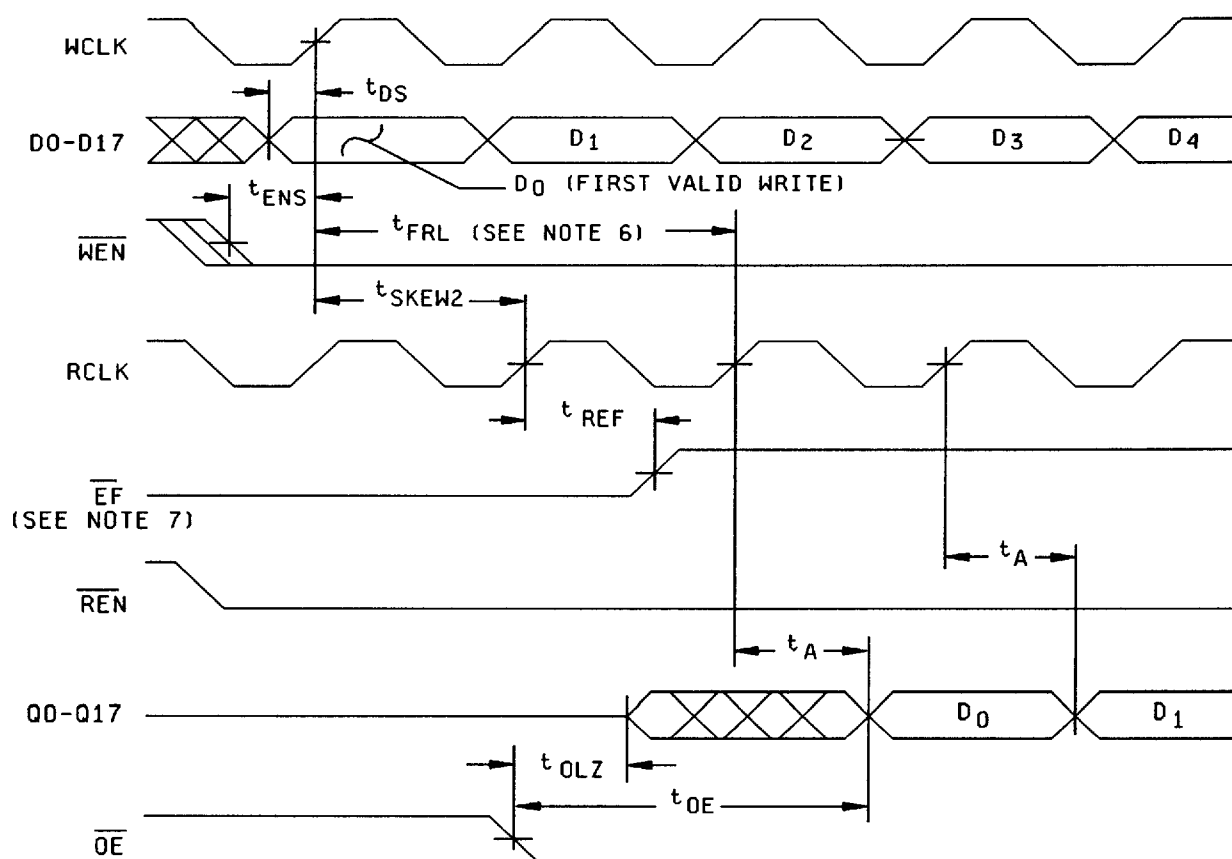 WCLK
tDS
D0-D17
D1
D2
D3
D4
D0 (FIRST VALID WRITE)
tENS
tFRL (SEE NOTE 6)
WEN
tSKEW2
RCLK
tREF
EF
(SEE NOTE 7)
tA
REN
tA
Q0-Q17
D0
D1
tOLZ
tOE
OE